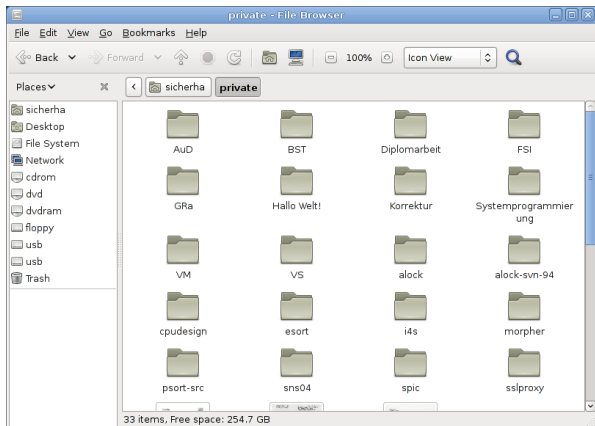 private - File Browser
File Edit View Go Bookmarks Help
Back Forward 100% Icon View
Places sicherha private
sicherha
Desktop
File System
Network
cdrom
dvd
dvdram
floppy
usb
usb
Trash
AuD BST Diplomarbeit FSI
GRa Hallo Welt! Korrektur Systemprogrammier
ung
VM VS alock alock-svn-94
cpudesign esort i4s morpher
psort-src sns04 spic sslproxy
33 items, Free space: 254.7 GB